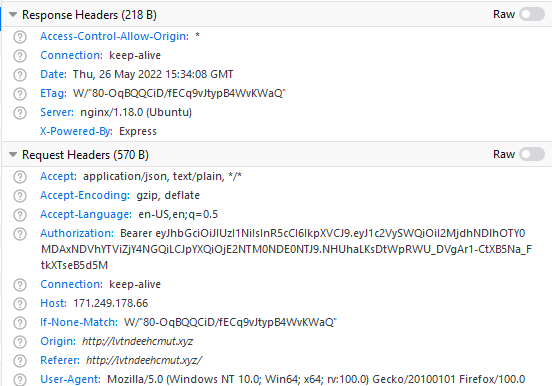 Response Headers (218 B) Raw
Access-Control-Allow-Origin: *
Connection: keep-alive
Date: Thu, 26 May 2022 15:34:08 GMT
ETag: W/"80-OqBQQCiD/fECq9vJtypB4WvKWaQ"
Server: nginx/1.18.0 (Ubuntu)
X-Powered-By: Express
Request Headers (570 B) Raw
Accept: application/json, text/plain, */*
Accept-Encoding: gzip, deflate
Accept-Language: en-US,en;q=0.5
Authorization: Bearer eyJhbGciOiJIUzI1NiIsInR5cCI6IkpXVCJ9.eyJ1c2VySWQiOiI2MjdhNDIhOTY0
MDAxNDVhYTViZjY4NGQiLCJpYXQiOjE2NTM0NDE0NTJ9.NHUhaLKsDtWpRWU_DVgAr1-CtXB5Na_F
tkXTseB5d5M
Connection: keep-alive
Host: 171.249.178.66
If-None-Match: W/"80-OqBQQCiD/fECq9vJtypB4WvKWaQ"
Origin: http://lvtndeehcmut.xyz
Referer: http://lvtndeehcmut.xyz/
User-Agent: Mozilla/5.0 (Windows NT 10.0; Win64; x64; rv:100.0) Gecko/20100101 Firefox/100.0